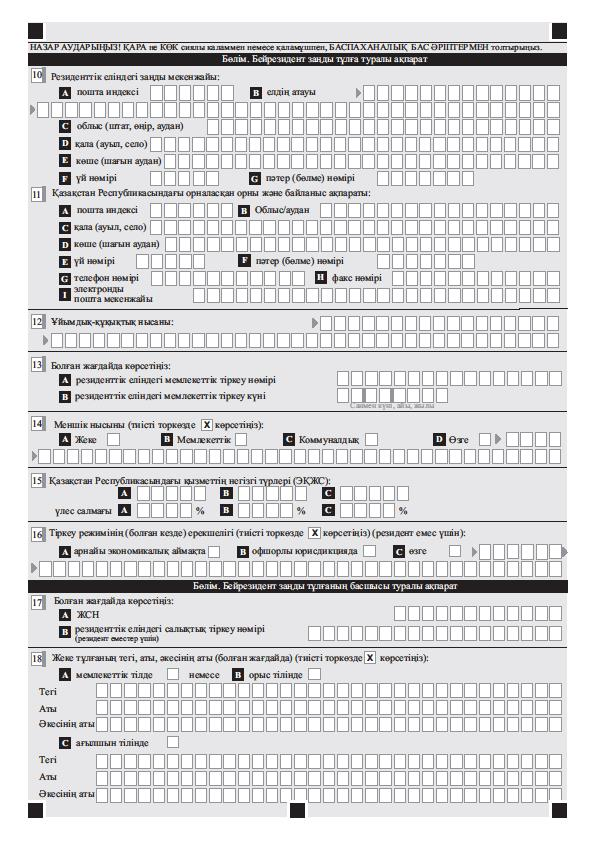 НАЗАР АУДАРЫҢЫЗ! ҚАРА не КӨК сиялы қаламмен немесе қаламұшпен, БАСПАХАНАЛЫҚ БАС ӘРІПТЕРМЕН толтырыңыз.
Бөлім. Бейрезидент заңды тұлға туралы ақпарат
10 Резиденттік еліндегі заңды мекенжайы:
A пошта индексі B елдің атауы
C облыс (штат, өңір, аудан)
D қала (ауыл, село)
E көше (шағын аудан)
F үй нөмірі G пәтер (бөлме) нөмірі
11 Қазақстан Республикасындағы орналасқан орны және байланыс ақпараты:
A пошта индексі B Облыс/аудан
C қала (ауыл, село)
D көше (шағын аудан)
E үй нөмірі F пәтер (бөлме) нөмірі
G телефон нөмірі H факс нөмірі
I электронды
пошта мекенжайы
12 Ұйымдық-құқықтық нысаны:
13 Болған жағдайда көрсетіңіз:
A резиденттік еліндегі мемлекеттік тіркеу нөмірі
B резиденттік еліндегі мемлекеттік тіркеу күні
Санмен күні, айы, жылы
14 Меншік нысаны (тиісті торкөзде X көрсетіңіз):
A Жеке B Мемлекеттік C Коммуналдық D Өзге
15 Қазақстан Республикасындағы қызметтің негізгі түрлері (ЭҚЖС):
A B C
үлес салмағы A % B % C %
16 Тіркеу режимінің (болған кезде) ерекшелігі (тиісті торкөзде X көрсетіңіз) (резидент емес үшін):
A арнайы экономикалық аймақта B офшорлы юрисдикцияда C өзге
Бөлім. Бейрезидент заңды тұлғаның басшысы туралы ақпарат
17 Болған жағдайда көрсетіңіз:
A ЖСН
B резиденттік еліндегі салықтық тіркеу нөмірі
(резидент еместер үшін)
18 Жеке тұлғаның тегі, аты, әкесінің аты (болған жағдайда) (тиісті торкөзде X көрсетіңіз):
A мемлекеттік тілде немесе B орыс тілінде
Тегі
Аты
Әкесінің аты
C ағылшын тілінде
Тегі
Аты
Әкесінің аты